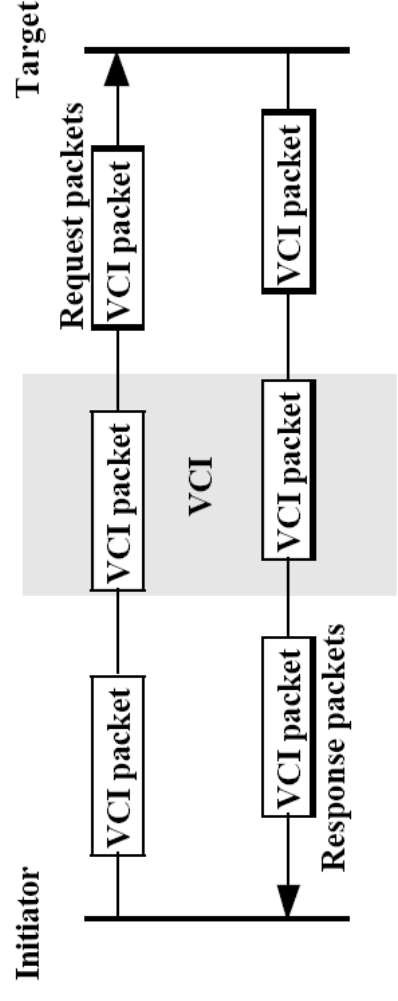 Initiator
Target
Request packets
VCI packet
VCI packet
VCI packet
VCI
VCI packet
VCI packet
VCI packet
Response packets